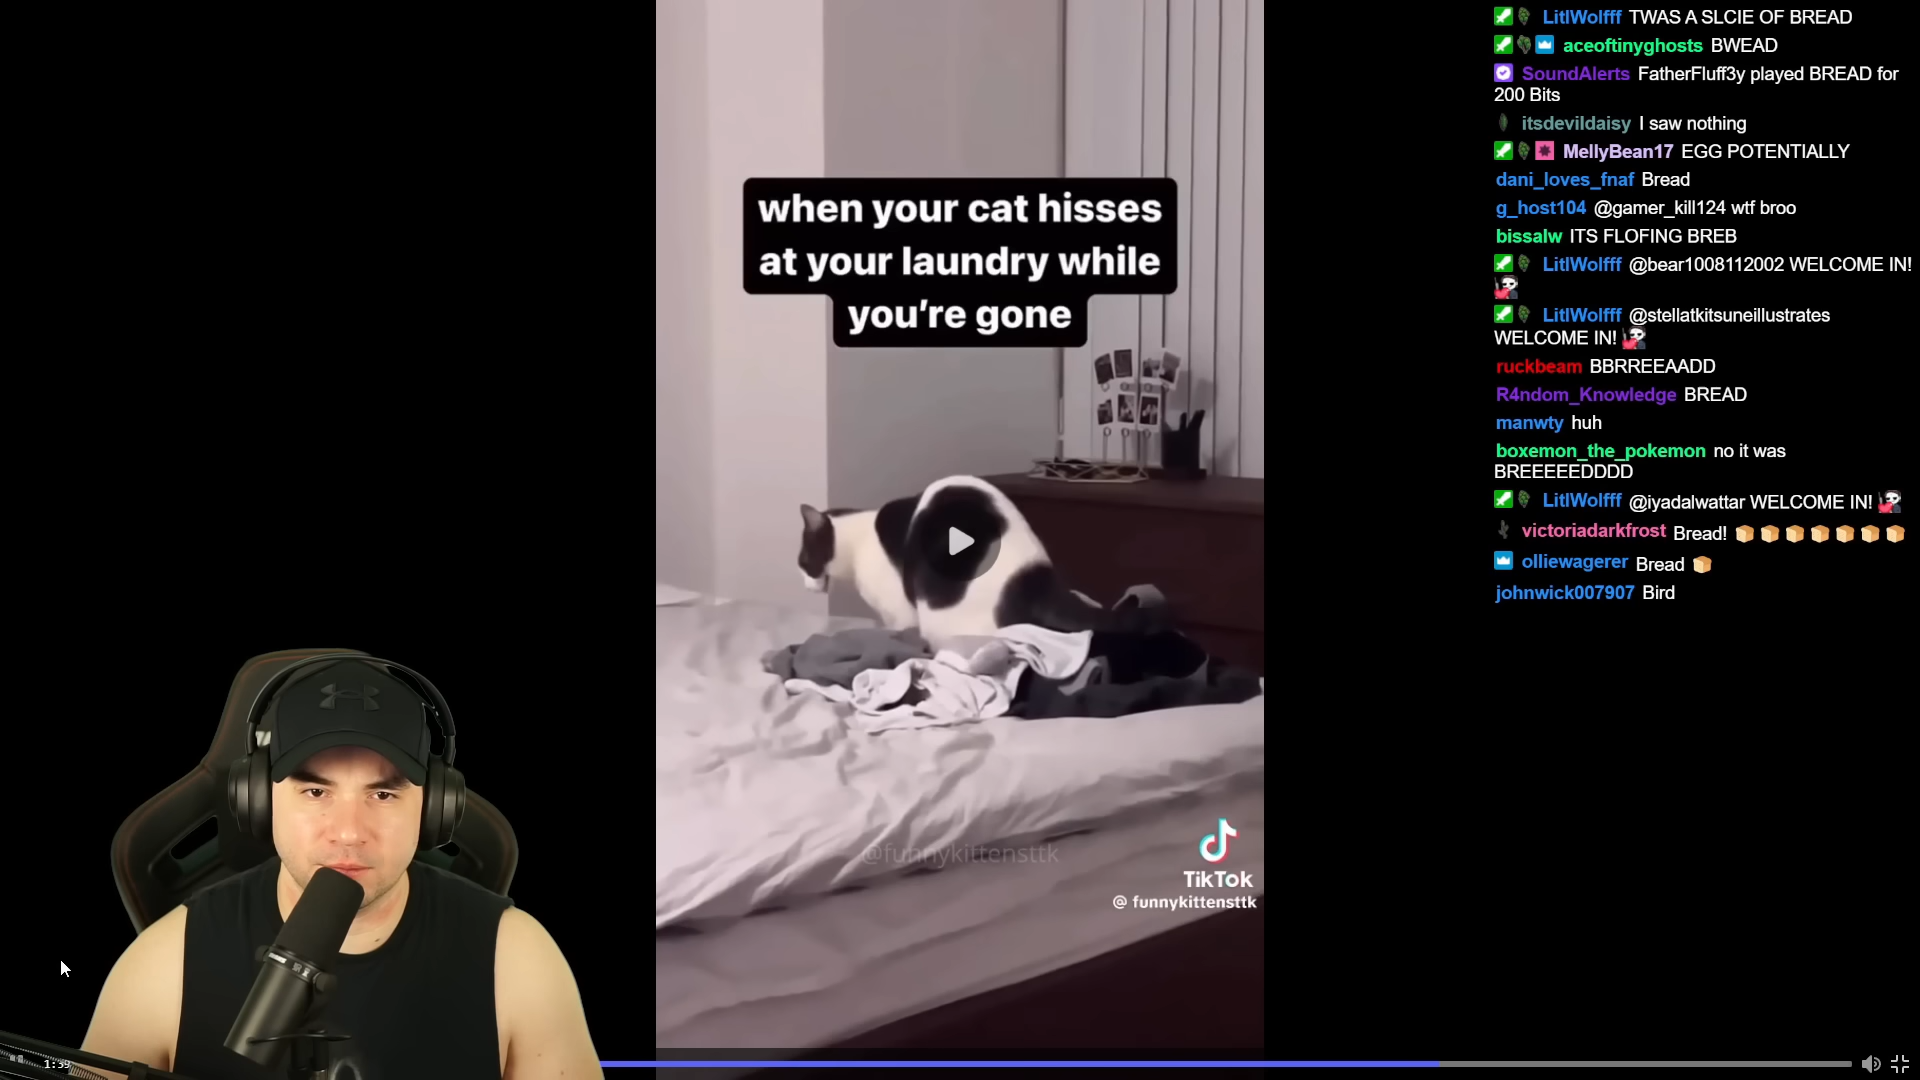 when your cat hisses
at your laundry while
you're gone
@funnykittensttk
TikTok
@ funnykittensttk
1:39
LitlWolfff TWAS A SLCIE OF BREAD
aceoftinyghosts BWEAD
SoundAlerts FatherFluff3y played BREAD for
200 Bits
itsdevildaisy I saw nothing
MellyBean17 EGG POTENTIALLY
dani_loves_fnaf Bread
g_host104 @gamer_kill124 wtf broo
bissalw ITS FLOFING BREB
LitlWolfff @bear1008112002 WELCOME IN!
LitlWolfff @stellatkitsuneillustrates
WELCOME IN!
ruckbeam BBRREEAADD
R4ndom_Knowledge BREAD
manwty huh
boxemon_the_pokemon no it was
BREEEEEDDDD
LitlWolfff @iyadalwattar WELCOME IN!
victoriadarkfrost Bread!
olliewagerer Bread
johnwick007907 Bird